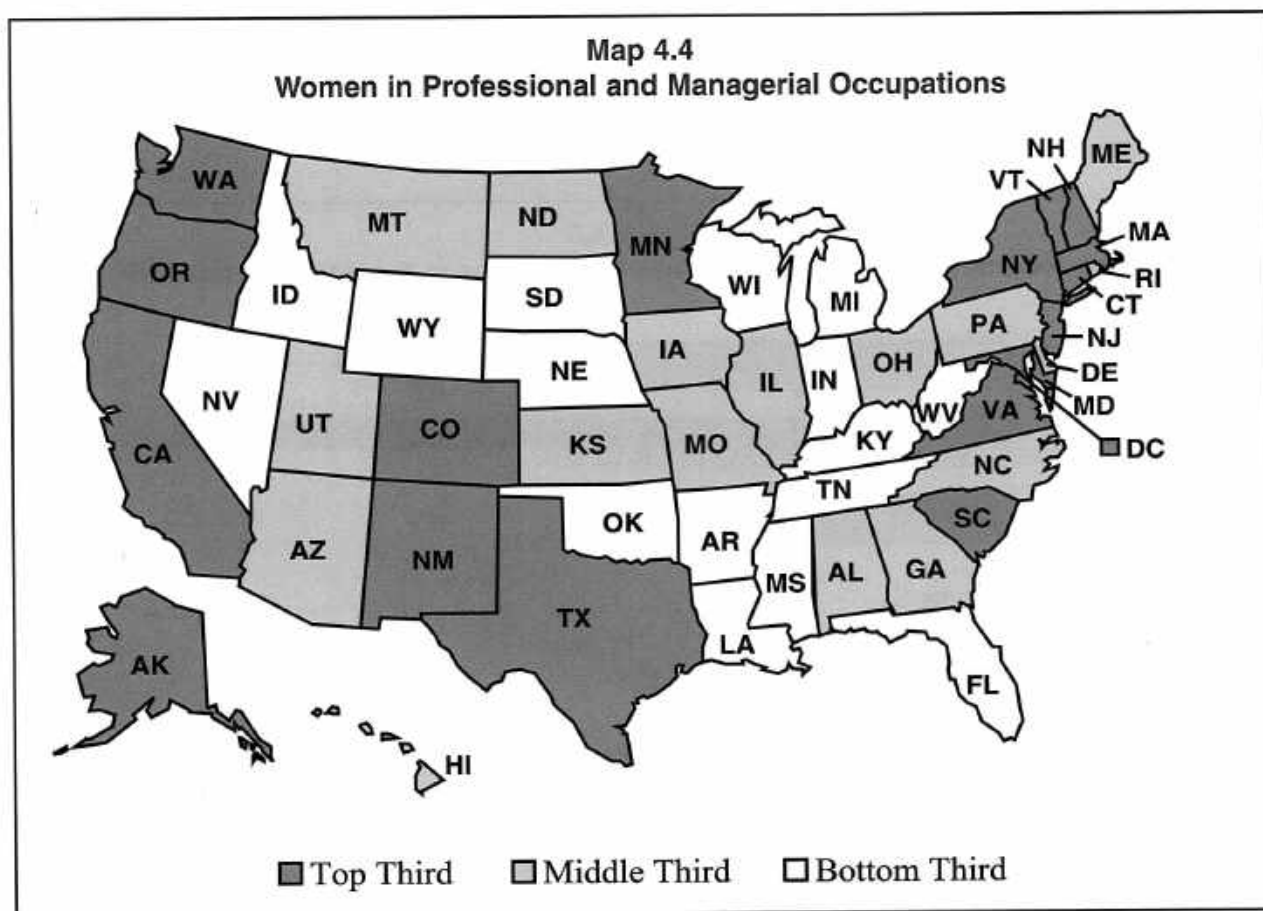 Map 4.4
Women in Professional and Managerial Occupations
WA
MT
ND
MN
NH
ME
VT
OR
ID
WY
SD
WI
MI
NY
MA
RI
CT
PA
NJ
NV
UT
CO
NE
IA
IL
IN
OH
DE
MD
CA
KS
MO
KY
WV
VA
DC
AZ
NM
OK
AR
TN
NC
SC
TX
LA
MS
AL
GA
FL
AK
HI
Top Third
Middle Third
Bottom Third